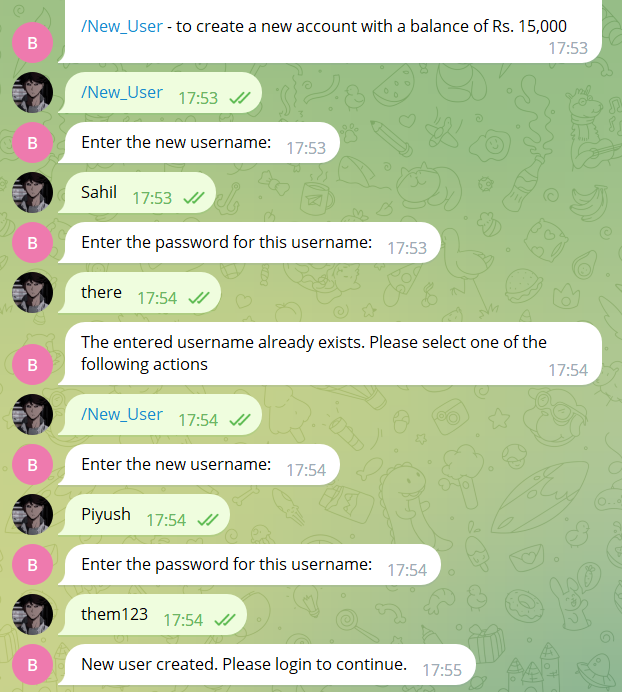 /New_User - to create a new account with a balance of Rs. 15,000
17:53
B
/New_User 17:53
B
Enter the new username: 17:53
Sahil 17:53
B
Enter the password for this username: 17:53
there 17:54
The entered username already exists. Please select one of the
following actions
17:54
B
/New_User 17:54
B
Enter the new username: 17:54
Piyush 17:54
B
Enter the password for this username: 17:54
them123 17:54
B
New user created. Please login to continue. 17:55